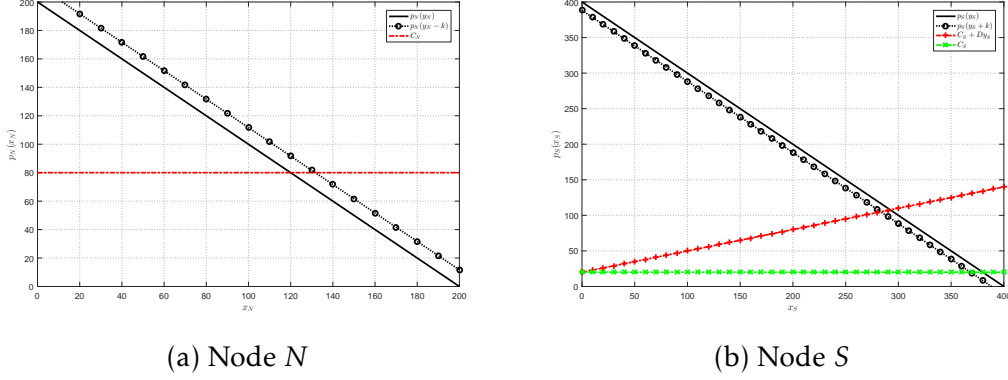 200
180
160
140
120
100
80
60
40
20
0
p_N(x_N)
0 20 40 60 80 100 120 140 160 180 200
x_N
p_N(y_N)
p_N(y_N − k)
C_N
400
350
300
250
200
150
100
50
0
p_S(x_S)
0 50 100 150 200 250 300 350 400
x_S
p_S(y_S)
p_S(y_S + k)
C_S + Dy_S
C_S
(a) Node N
(b) Node S